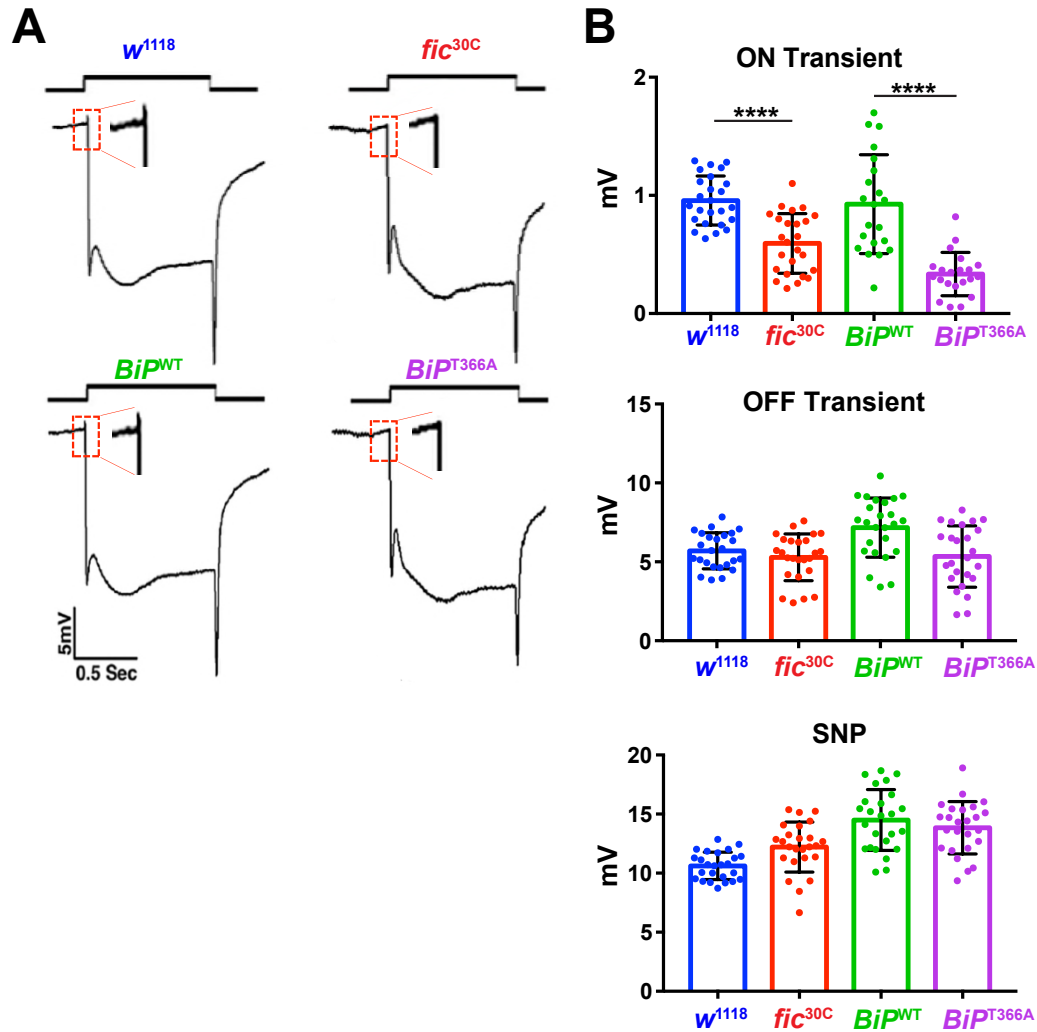 A
w1118
fic30C
BiPWT
BiPT366A
5mV
0.5 Sec
B
ON Transient
****
****
2
1
0
mV
w1118
fic30C
BiPWT
BiPT366A
OFF Transient
15
10
5
0
mV
w1118
fic30C
BiPWT
BiPT366A
SNP
20
15
10
5
0
mV
w1118
fic30C
BiPWT
BiPT366A